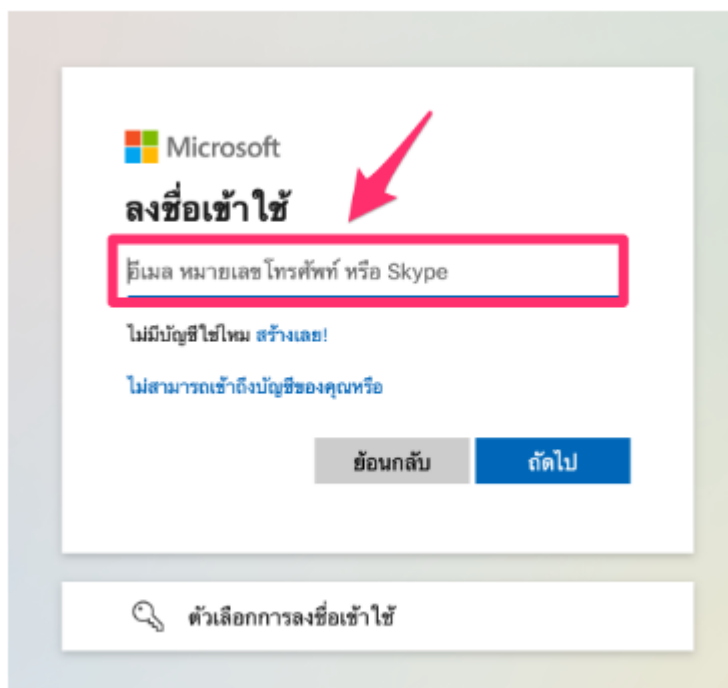 Microsoft
ลงชื่อเข้าใช้
อีเมล หมายเลขโทรศัพท์ หรือ Skype
ไม่มีบัญชีใช่ไหม สร้างเลย!
ไม่สามารถเข้าถึงบัญชีของคุณหรือ
ย้อนกลับ ถัดไป
ตัวเลือกการลงชื่อเข้าใช้